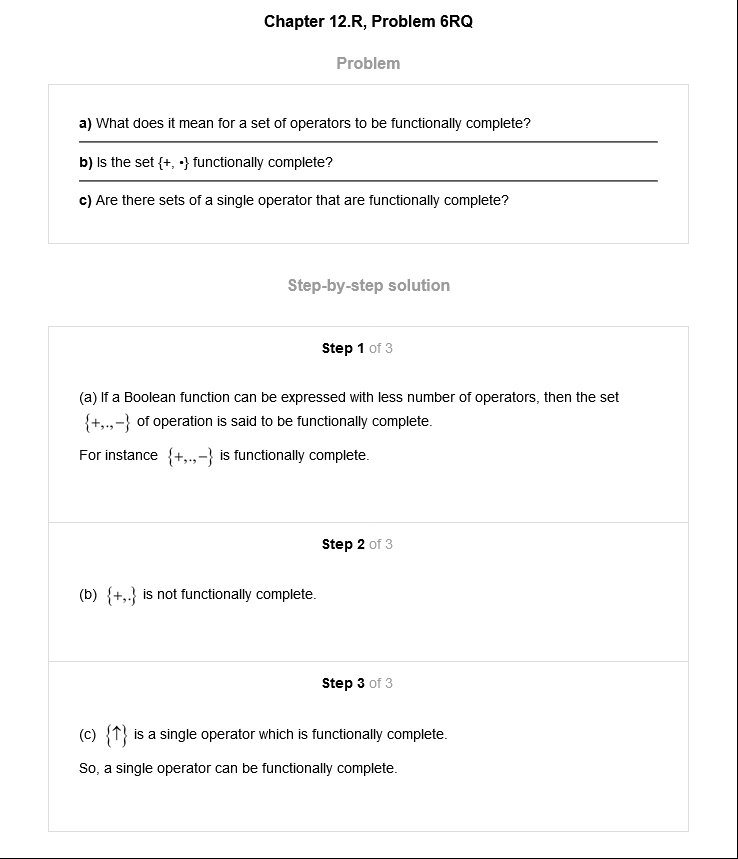 Chapter 12.R, Problem 6RQ
Problem
a) What does it mean for a set of operators to be functionally complete?
b) Is the set {+, •} functionally complete?
c) Are there sets of a single operator that are functionally complete?
Step-by-step solution
Step 1 of 3
(a) If a Boolean function can be expressed with less number of operators, then the set
{+,.,−} of operation is said to be functionally complete.
For instance {+,.,−} is functionally complete.
Step 2 of 3
(b) {+,.} is not functionally complete.
Step 3 of 3
(c) {↑} is a single operator which is functionally complete.
So, a single operator can be functionally complete.